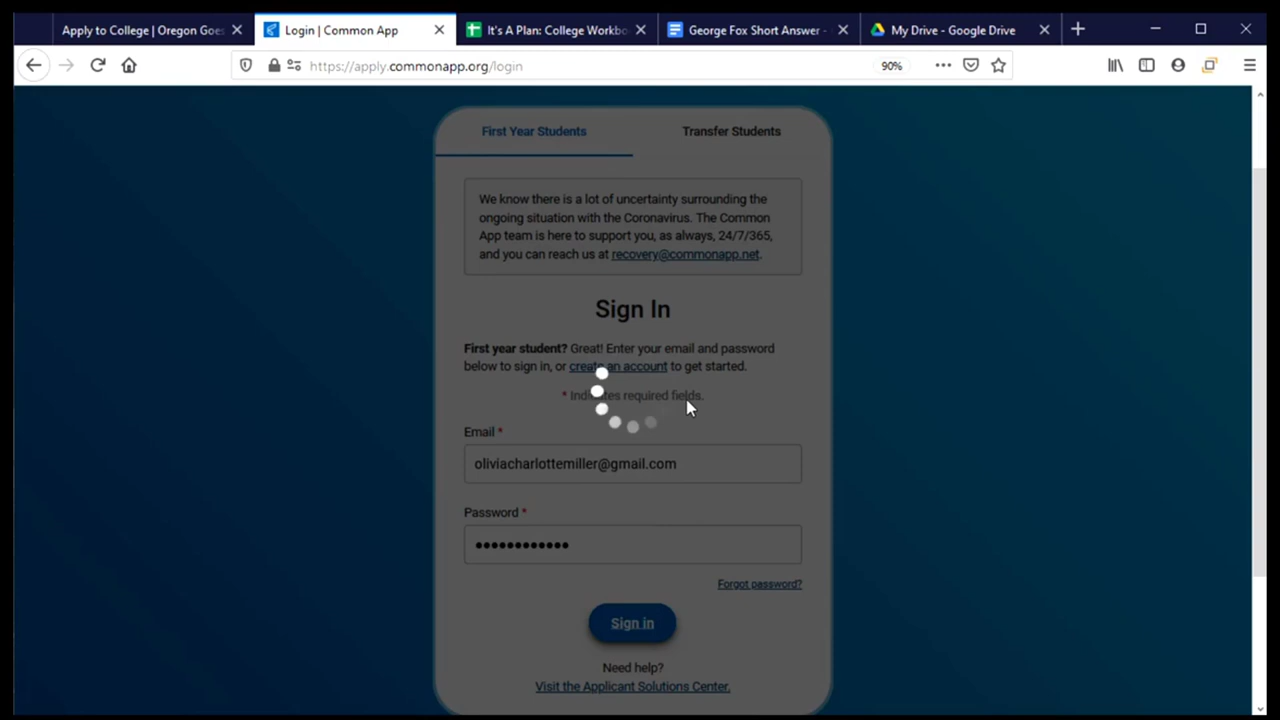 Apply to College | Oregon Goes
Login | Common App
It's A Plan: College Workbo
George Fox Short Answer -
My Drive - Google Drive
https://apply.commonapp.org/login
90%
First Year Students
Transfer Students
We know there is a lot of uncertainty surrounding the
ongoing situation with the Coronavirus. The Common
App team is here to support you, as always, 24/7/365,
and you can reach us at recovery@commonapp.net.
Sign In
First year student? Great! Enter your email and password
below to sign in, or create an account to get started.
* Indicates required fields.
Email *
oliviacharlottemiller@gmail.com
Password *
••••••••••••
Forgot password?
Sign in
Need help?
Visit the Applicant Solutions Center.